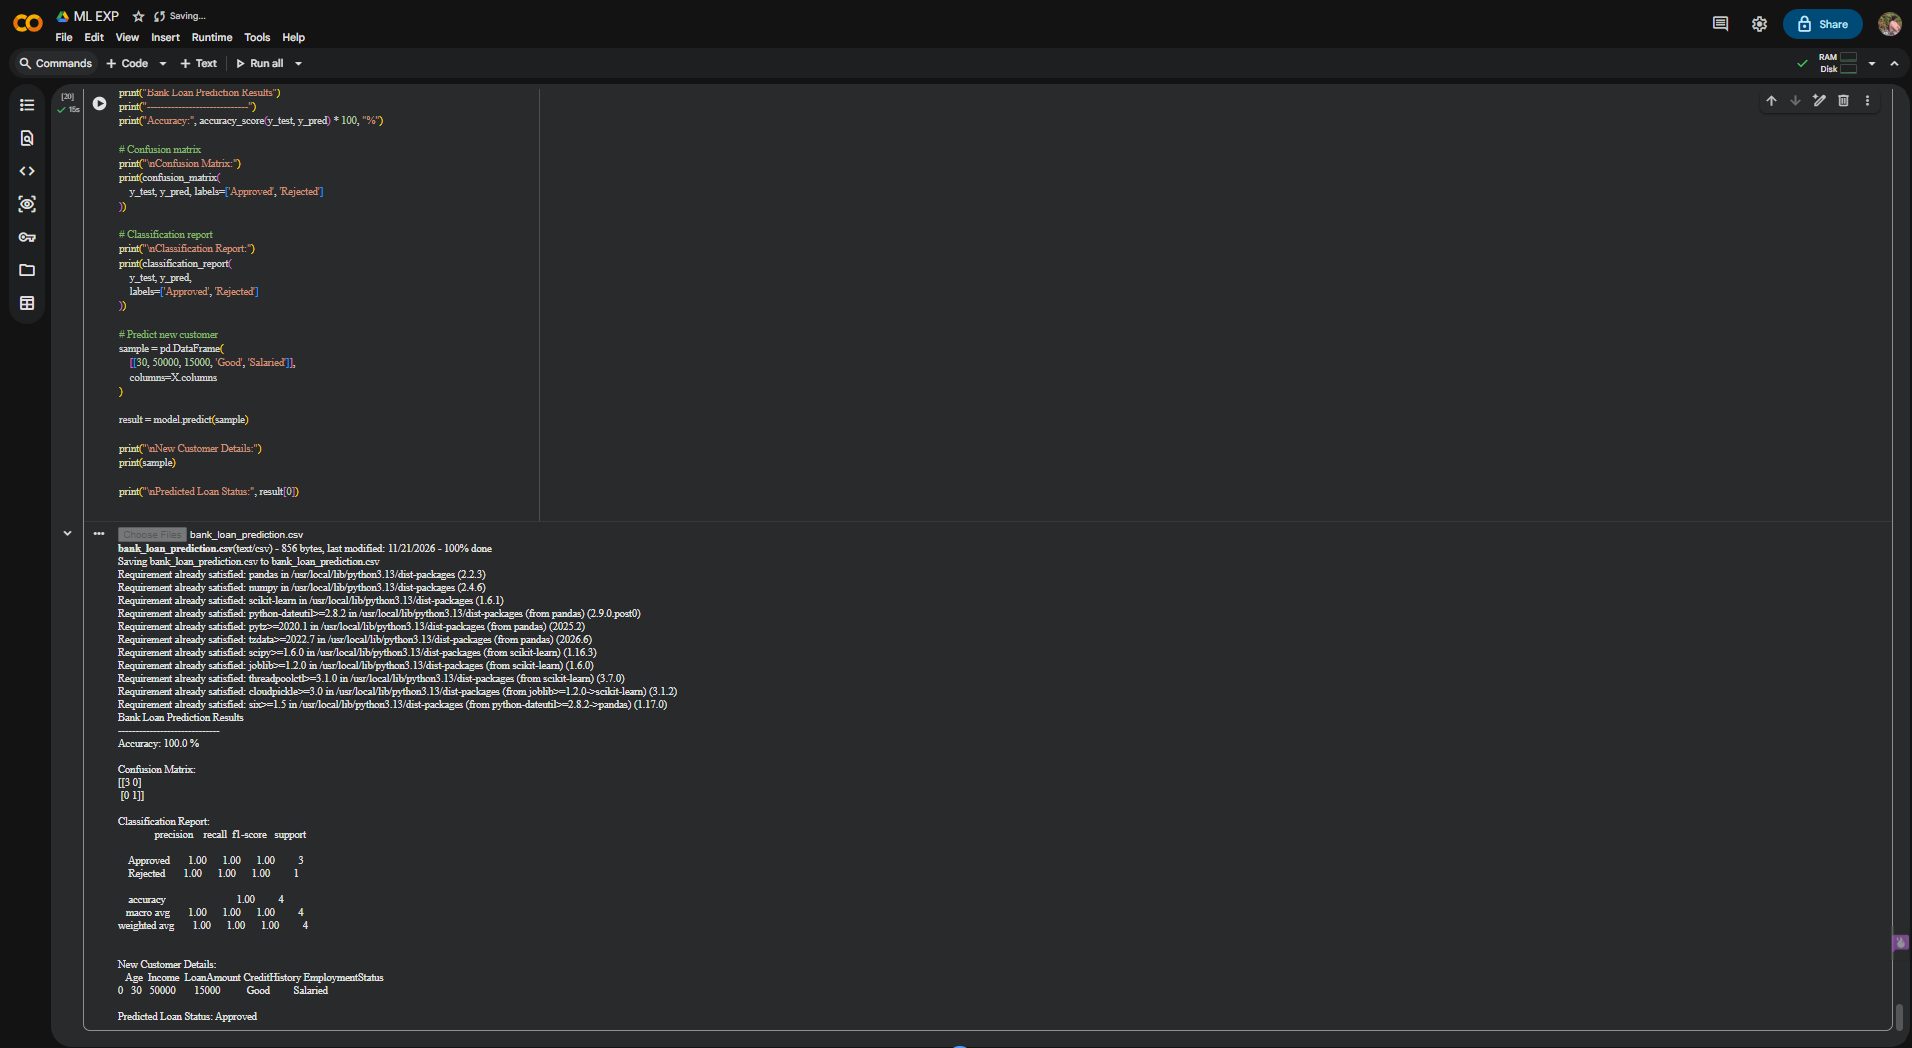 ML EXP Saving...
File Edit View Insert Runtime Tools Help
Share
Commands + Code + Text Run all
RAM
Disk
[20]
15s
print("Bank Loan Prediction Results")
print("-----------------------------")
print("Accuracy:", accuracy_score(y_test, y_pred) * 100, "%")
# Confusion matrix
print("\nConfusion Matrix:")
print(confusion_matrix(
y_test, y_pred, labels=['Approved', 'Rejected']
))
# Classification report
print("\nClassification Report:")
print(classification_report(
y_test, y_pred,
labels=['Approved', 'Rejected']
))
# Predict new customer
sample = pd.DataFrame(
[[30, 50000, 15000, 'Good', 'Salaried']],
columns=X.columns
)
result = model.predict(sample)
print("\nNew Customer Details:")
print(sample)
print("\nPredicted Loan Status:", result[0])
Choose Files bank_loan_prediction.csv
bank_loan_prediction.csv(text/csv) - 856 bytes, last modified: 11/21/2026 - 100% done
Saving bank_loan_prediction.csv to bank_loan_prediction.csv
Requirement already satisfied: pandas in /usr/local/lib/python3.13/dist-packages (2.2.3)
Requirement already satisfied: numpy in /usr/local/lib/python3.13/dist-packages (2.4.6)
Requirement already satisfied: scikit-learn in /usr/local/lib/python3.13/dist-packages (1.6.1)
Requirement already satisfied: python-dateutil>=2.8.2 in /usr/local/lib/python3.13/dist-packages (from pandas) (2.9.0.post0)
Requirement already satisfied: pytz>=2020.1 in /usr/local/lib/python3.13/dist-packages (from pandas) (2025.2)
Requirement already satisfied: tzdata>=2022.7 in /usr/local/lib/python3.13/dist-packages (from pandas) (2026.6)
Requirement already satisfied: scipy>=1.6.0 in /usr/local/lib/python3.13/dist-packages (from scikit-learn) (1.16.3)
Requirement already satisfied: joblib>=1.2.0 in /usr/local/lib/python3.13/dist-packages (from scikit-learn) (1.6.0)
Requirement already satisfied: threadpoolctl>=3.1.0 in /usr/local/lib/python3.13/dist-packages (from scikit-learn) (3.7.0)
Requirement already satisfied: cloudpickle>=3.0 in /usr/local/lib/python3.13/dist-packages (from joblib>=1.2.0->scikit-learn) (3.1.2)
Requirement already satisfied: six>=1.5 in /usr/local/lib/python3.13/dist-packages (from python-dateutil>=2.8.2->pandas) (1.17.0)
Bank Loan Prediction Results
-----------------------------
Accuracy: 100.0 %
Confusion Matrix:
[[3 0]
[0 1]]
Classification Report:
precision recall f1-score support
Approved 1.00 1.00 1.00 3
Rejected 1.00 1.00 1.00 1
accuracy 1.00 4
macro avg 1.00 1.00 1.00 4
weighted avg 1.00 1.00 1.00 4
New Customer Details:
Age Income LoanAmount CreditHistory EmploymentStatus
0 30 50000 15000 Good Salaried
Predicted Loan Status: Approved